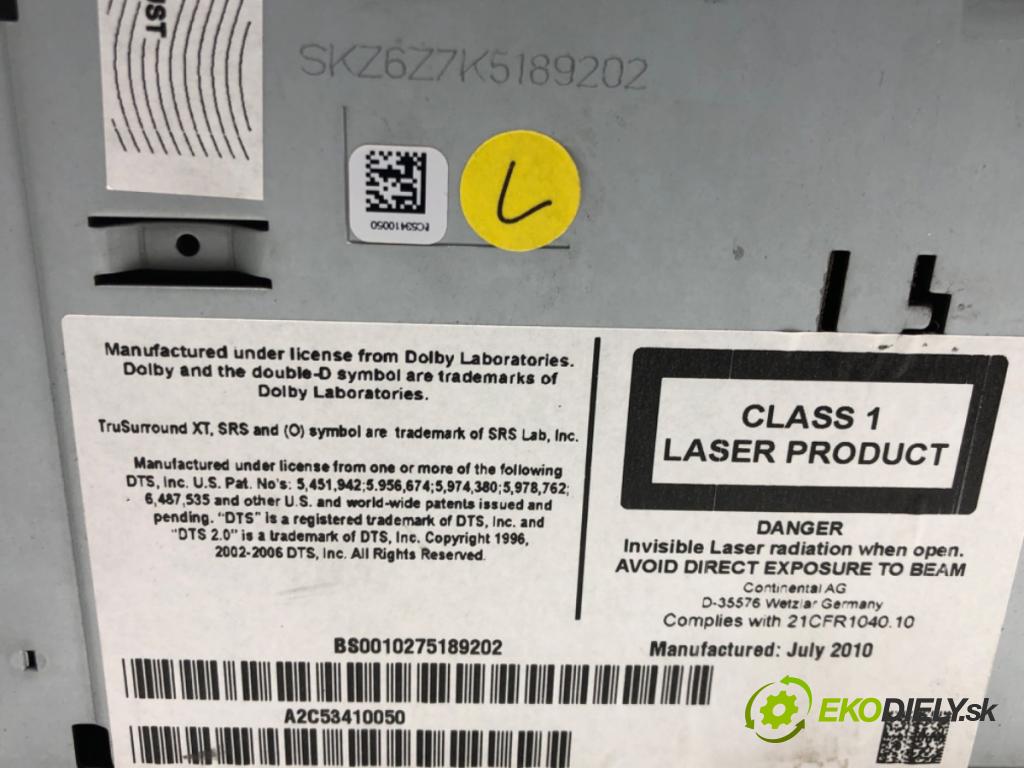 UST
SKZ6Z7K5189202
PC53410050
Manufactured under license from Dolby Laboratories.
Dolby and the double-D symbol are trademarks of
Dolby Laboratories.
TruSurround XT, SRS and (O) symbol are trademark of SRS Lab, Inc.
Manufactured under license from one or more of the following
DTS, Inc. U.S. Pat. No's: 5,451,942;5.956,674;5,974,380;5,978,762;
6,487,535 and other U.S. and world-wide patents issued and
pending. "DTS" is a registered trademark of DTS, Inc. and
"DTS 2.0" is a trademark of DTS, Inc. Copyright 1996,
2002-2006 DTS, Inc. All Rights Reserved.
CLASS 1
LASER PRODUCT
DANGER
Invisible Laser radiation when open.
AVOID DIRECT EXPOSURE TO BEAM
Continental AG
D-35576 Wetzlar Germany
Complies with 21CFR1040.10
Manufactured: July 2010
BS0010275189202
A2C53410050
EKODIELY.sk